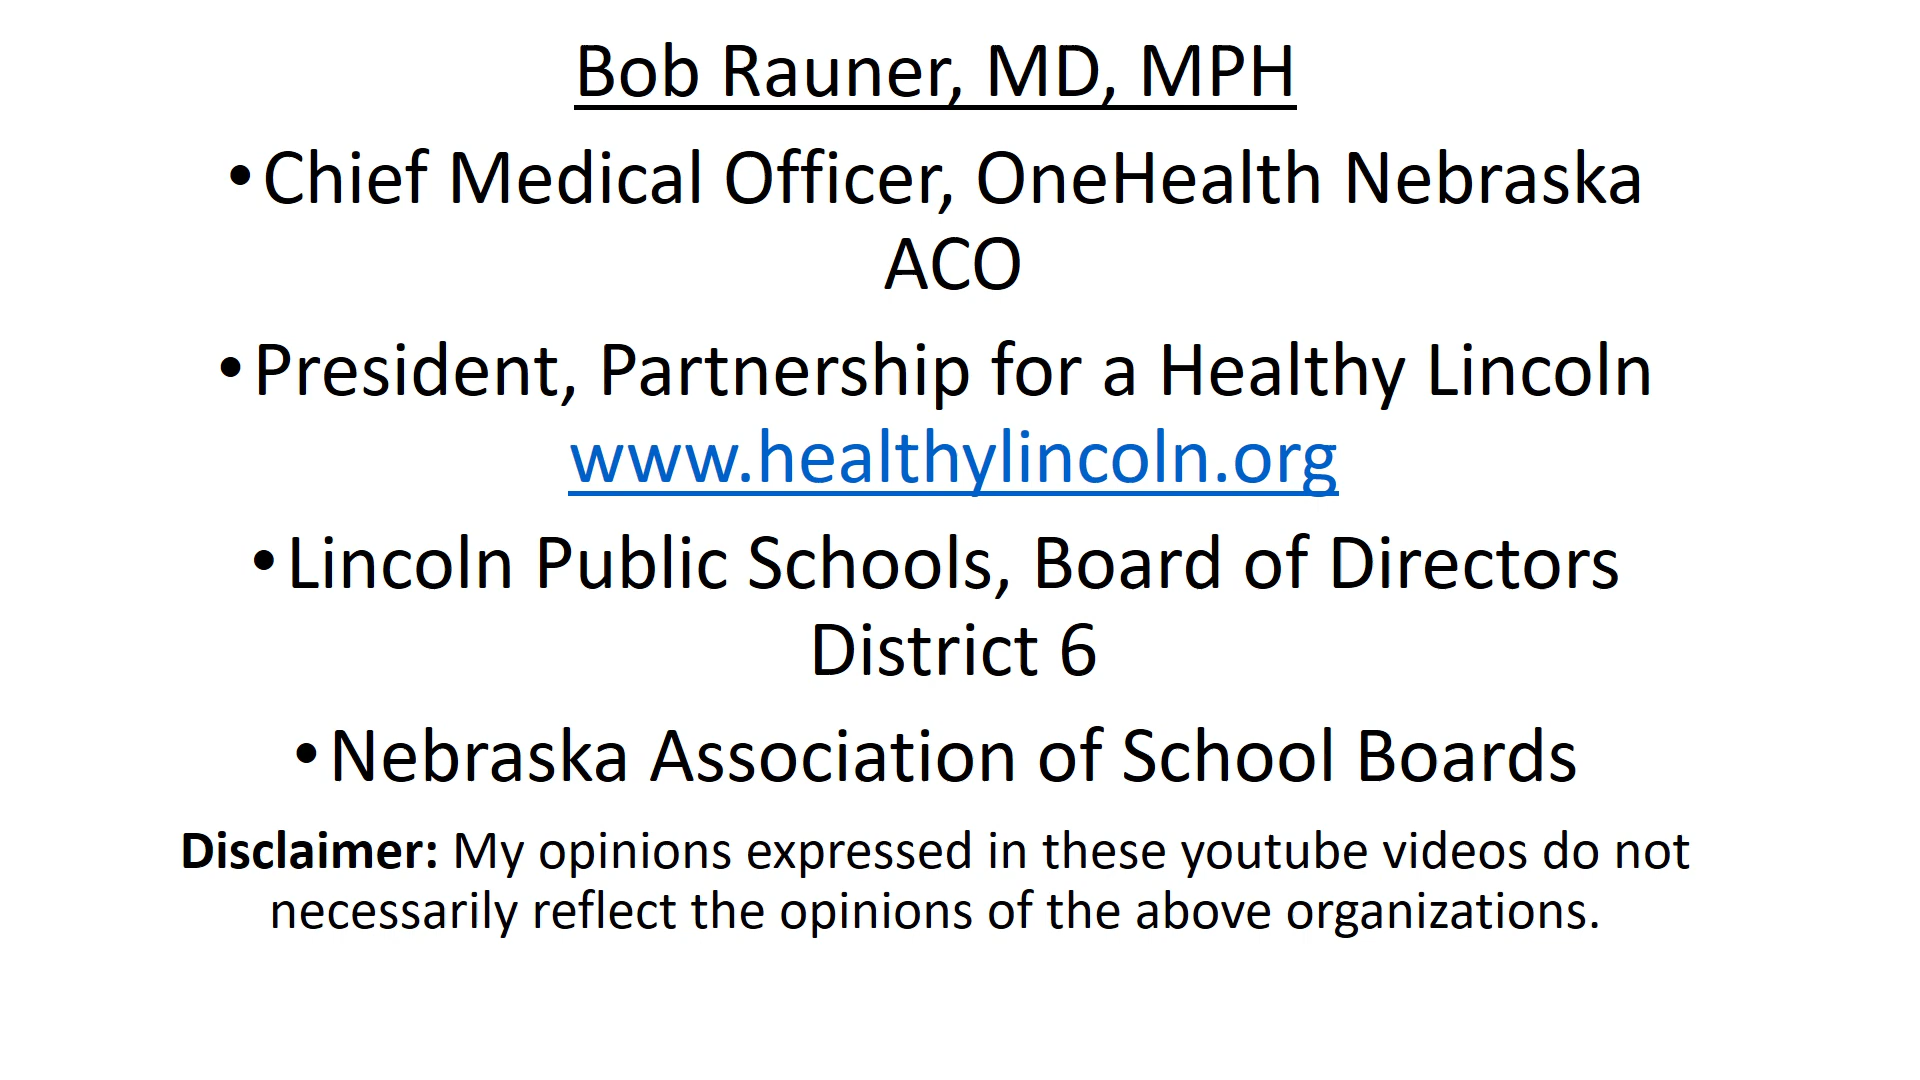 Bob Rauner, MD, MPH
•Chief Medical Officer, OneHealth Nebraska
ACO
•President, Partnership for a Healthy Lincoln
www.healthylincoln.org
•Lincoln Public Schools, Board of Directors
District 6
•Nebraska Association of School Boards
Disclaimer: My opinions expressed in these youtube videos do not
necessarily reflect the opinions of the above organizations.